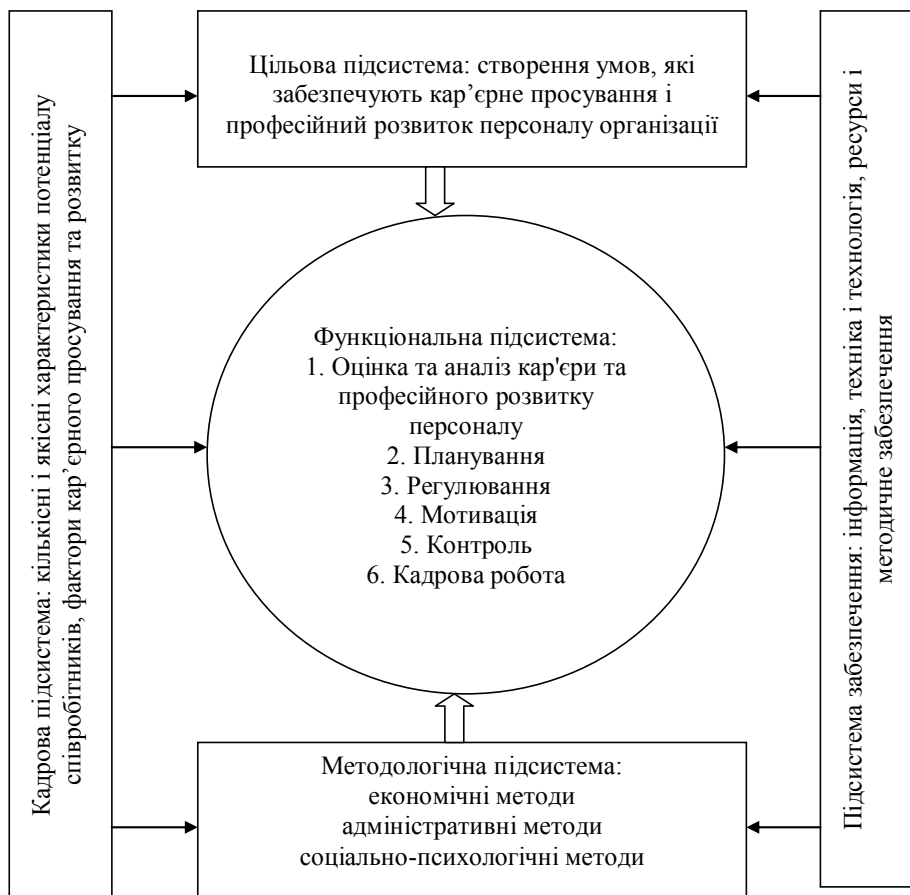 Кадрова підсистема: кількісні і якісні характеристики потенціалу
співробітників, фактори кар’єрного просування та розвитку
Цільова підсистема: створення умов, які
забезпечують кар’єрне просування і
професійний розвиток персоналу організації
Функціональна підсистема:
1. Оцінка та аналіз кар'єри та
професійного розвитку
персоналу
2. Планування
3. Регулювання
4. Мотивація
5. Контроль
6. Кадрова робота
Методологічна підсистема:
економічні методи
адміністративні методи
соціально-психологічні методи
Підсистема забезпечення: інформація, техніка і технологія, ресурси і
методичне забезпечення